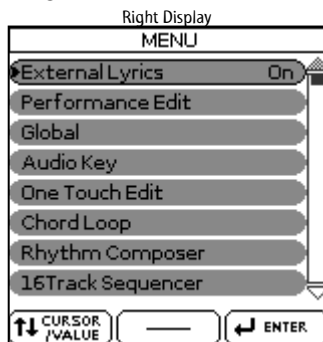 Right Display
MENU
External Lyrics On
Performance Edit
Global
Audio Key
One Touch Edit
Chord Loop
Rhythm Composer
16Track Sequencer
CURSOR
/VALUE
ENTER